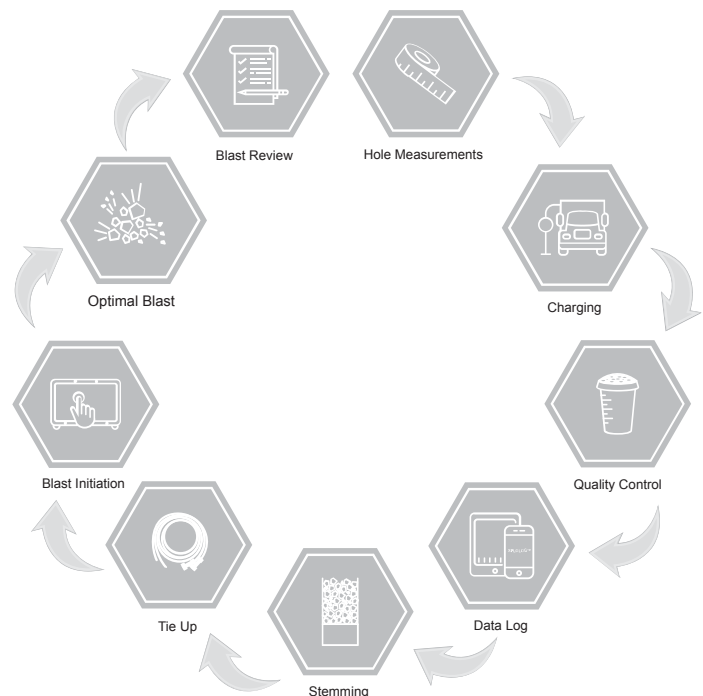 Blast Review
Hole Measurements
Optimal Blast
Charging
Blast Initiation
Quality Control
Tie Up
Data Log
Stemming